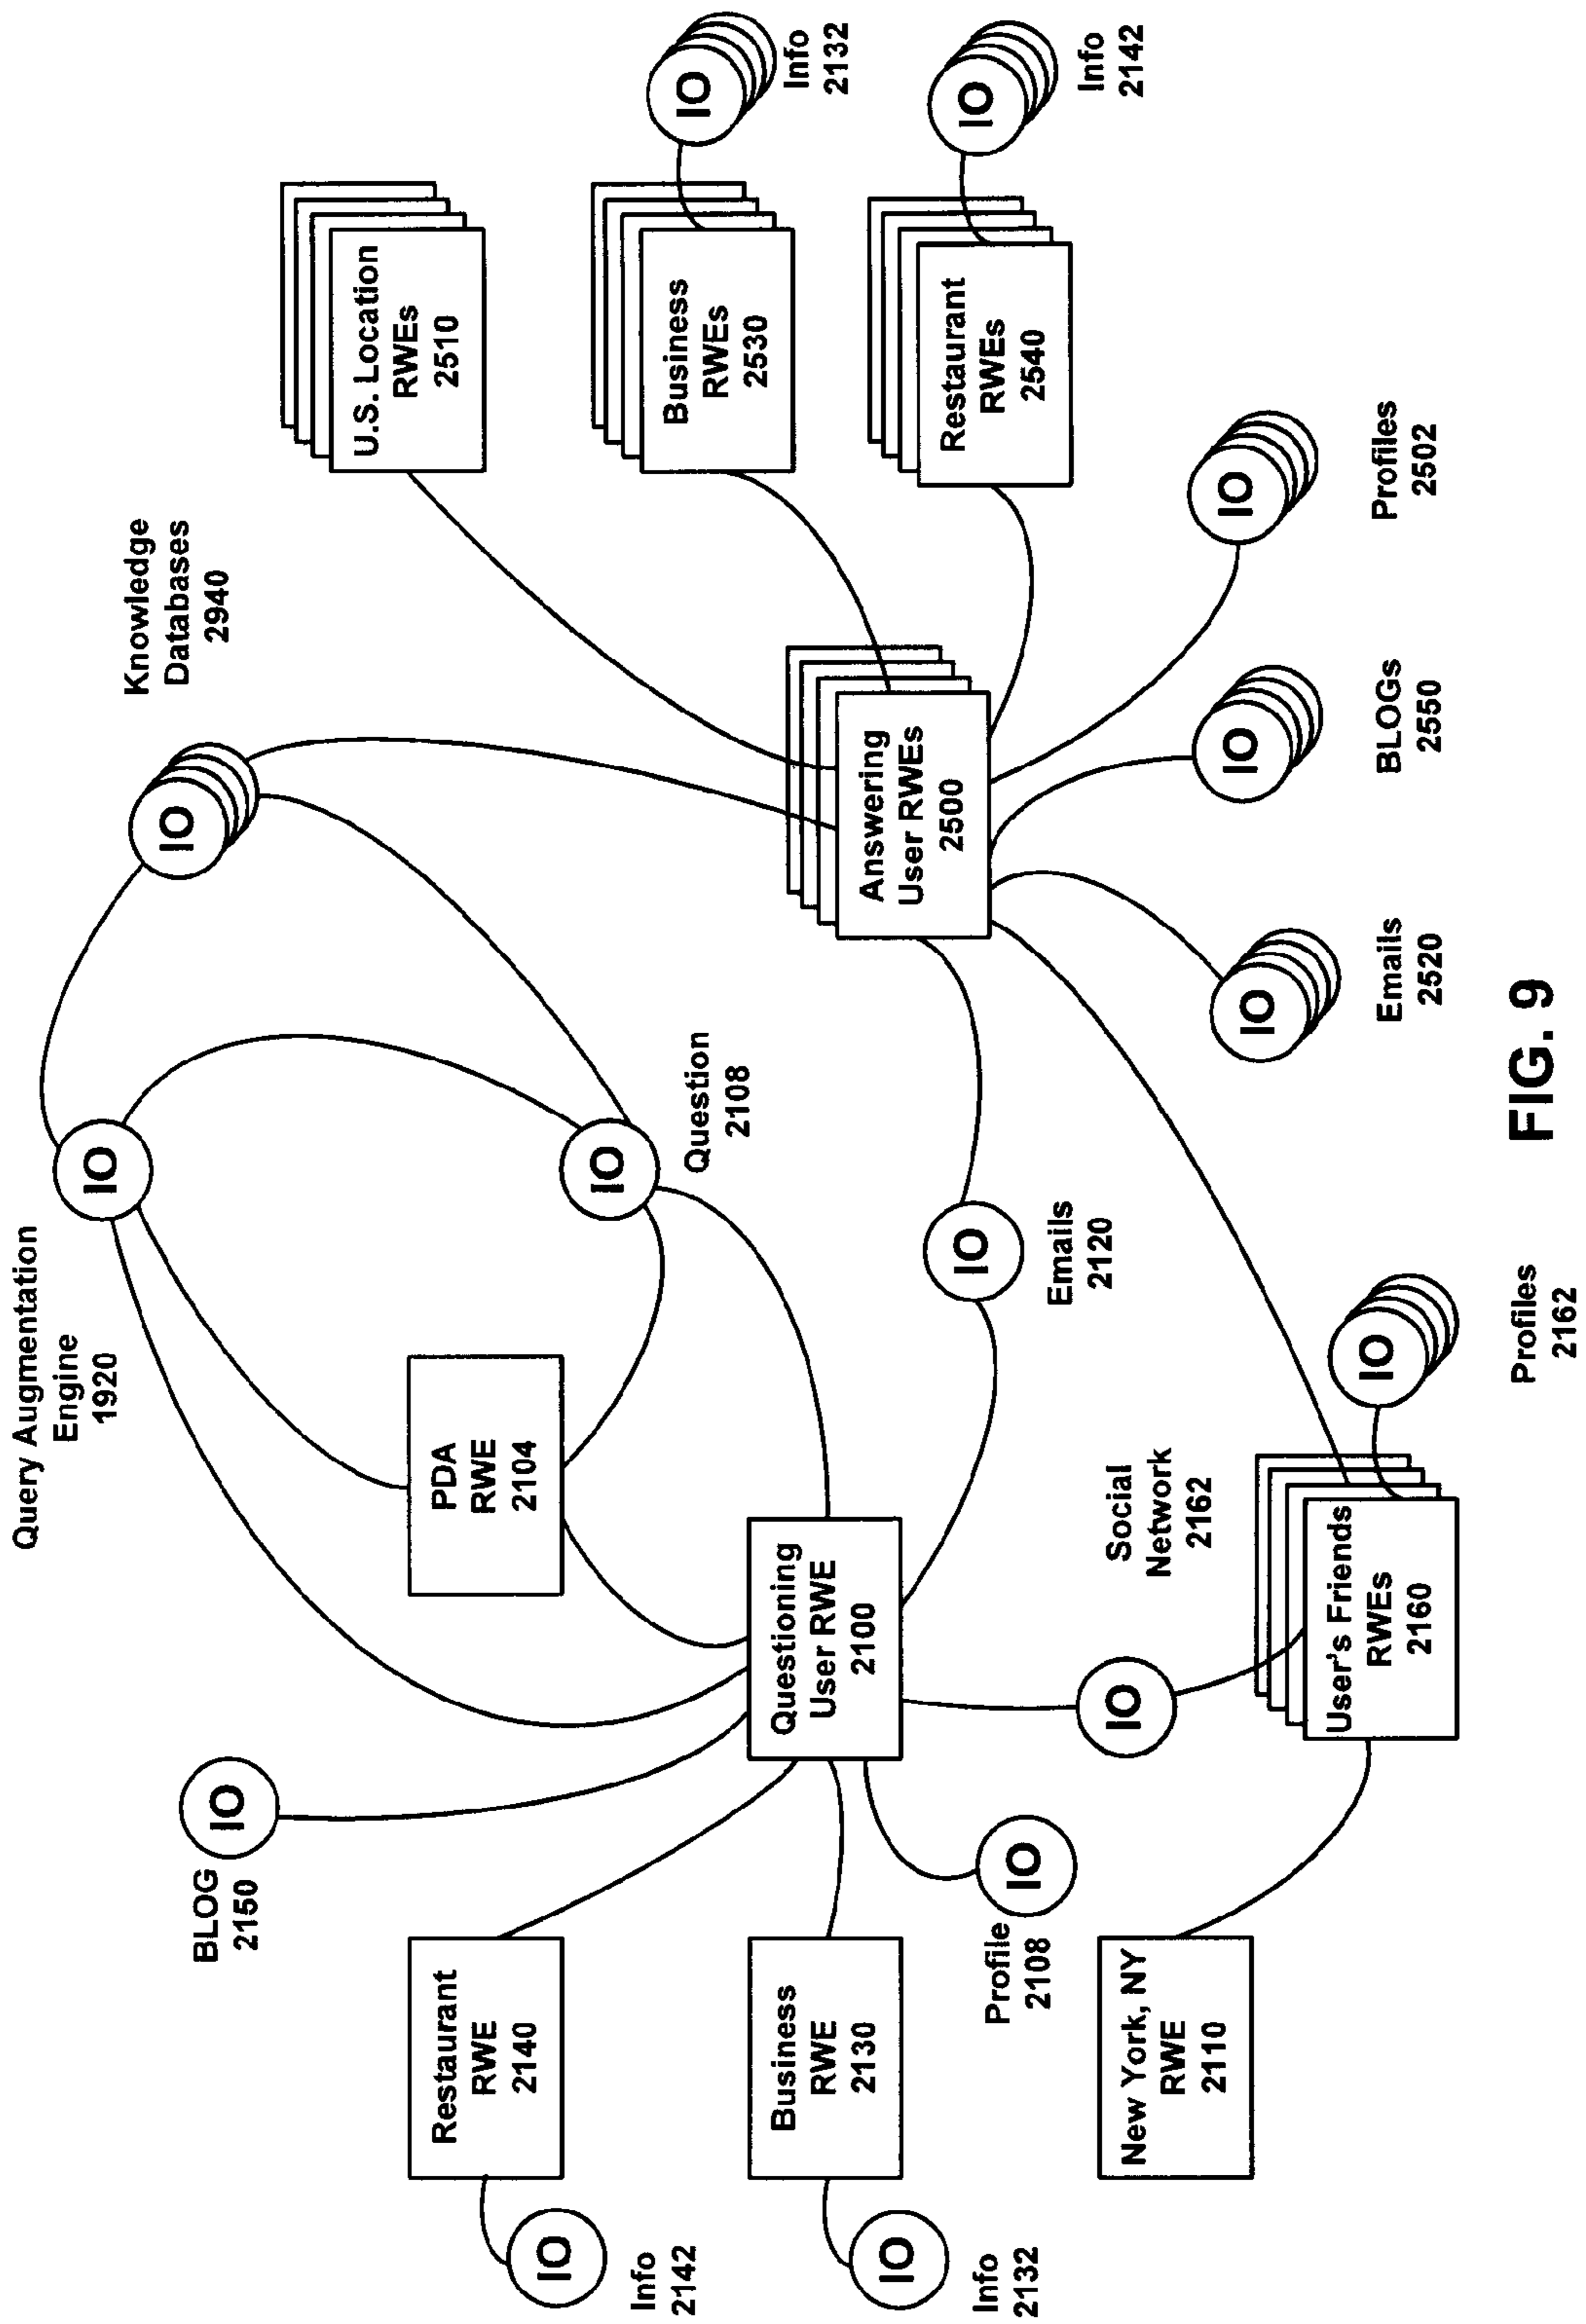 Query Augmentation
Engine
1920
IO
Knowledge
Databases
2940
IO
BLOG
2150
IO
PDA
RWE
2104
IO
Question
2108
U.S. Location
RWEs
2510
Info
2142
IO
Restaurant
RWE
2140
Business
RWEs
2530
IO
Info
2132
Info
2132
IO
Business
RWE
2130
Questioning
User RWE
2100
Answering
User RWEs
2500
Restaurant
RWEs
2540
IO
Info
2142
Profile
2108
IO
IO
Emails
2120
New York, NY
RWE
2110
IO
Social
Network
2162
User's Friends
RWEs
2160
IO
Profiles
2162
IO
Emails
2520
IO
BLOGs
2550
IO
Profiles
2502
FIG. 9